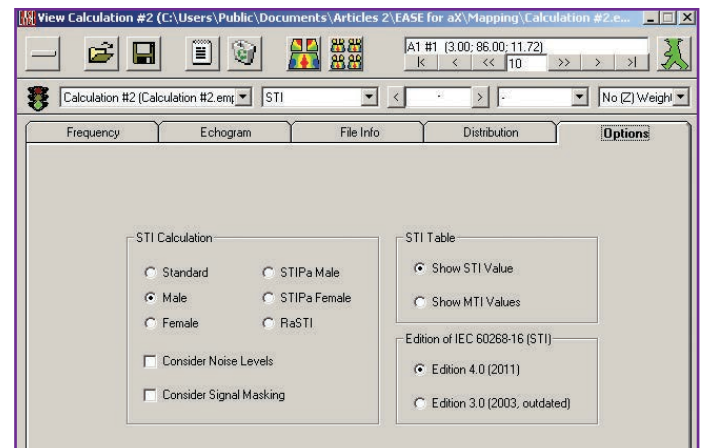 View Calculation #2 (C:\Users\Public\Documents\Articles 2\EASE for aX\Mapping\Calculation #2.e...
A1 #1 (3.00; 86.00; 11.72)
10
Calculation #2 (Calculation #2.emp STI - - No (Z) Weight
Frequency Echogram File Info Distribution Options
STI Calculation
Standard STIPa Male
Male STIPa Female
Female RaSTI
Consider Noise Levels
Consider Signal Masking
STI Table
Show STI Value
Show MTI Values
Edition of IEC 60268-16 (STI)
Edition 4.0 (2011)
Edition 3.0 (2003, outdated)